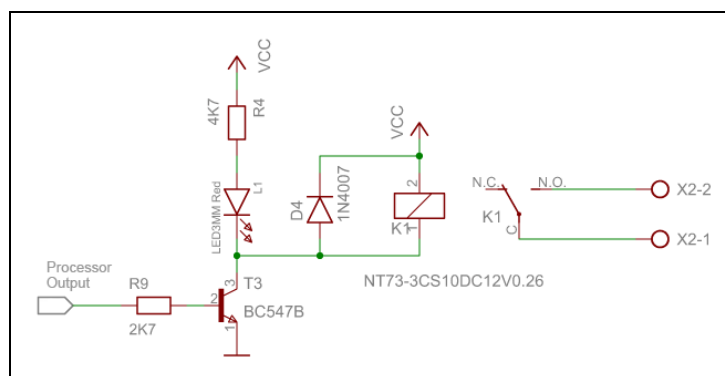 VCC
4K7
R4
VCC
LED3MM Red
L1
D4
1N4007
2
K1
1
N.C.
N.O.
K1
C
X2-2
X2-1
NT73-3CS10DC12V0.26
Processor
Output
R9
2K7
3
T3
2
BC547B
1